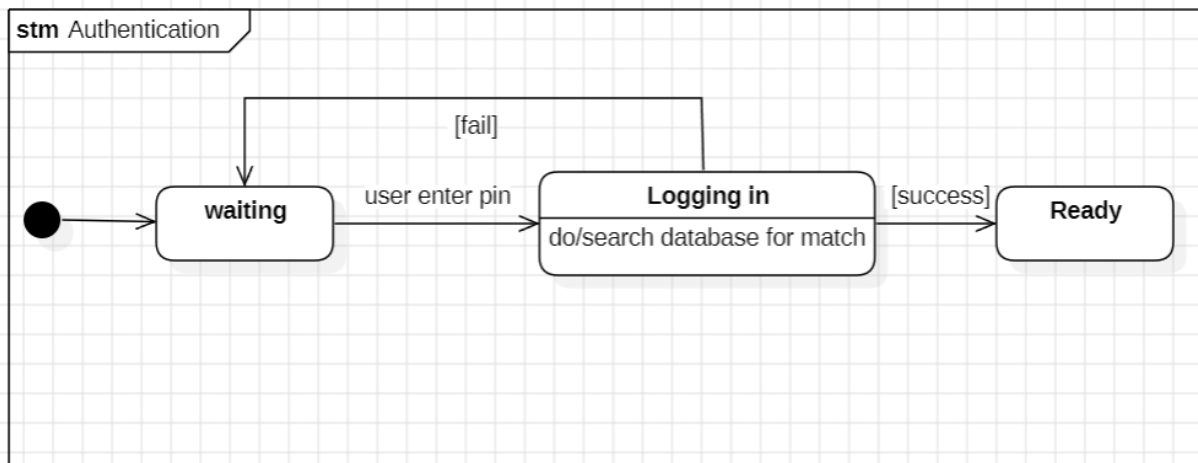 stm Authentication
[fail]
waiting
user enter pin
Logging in
do/search database for match
[success]
Ready